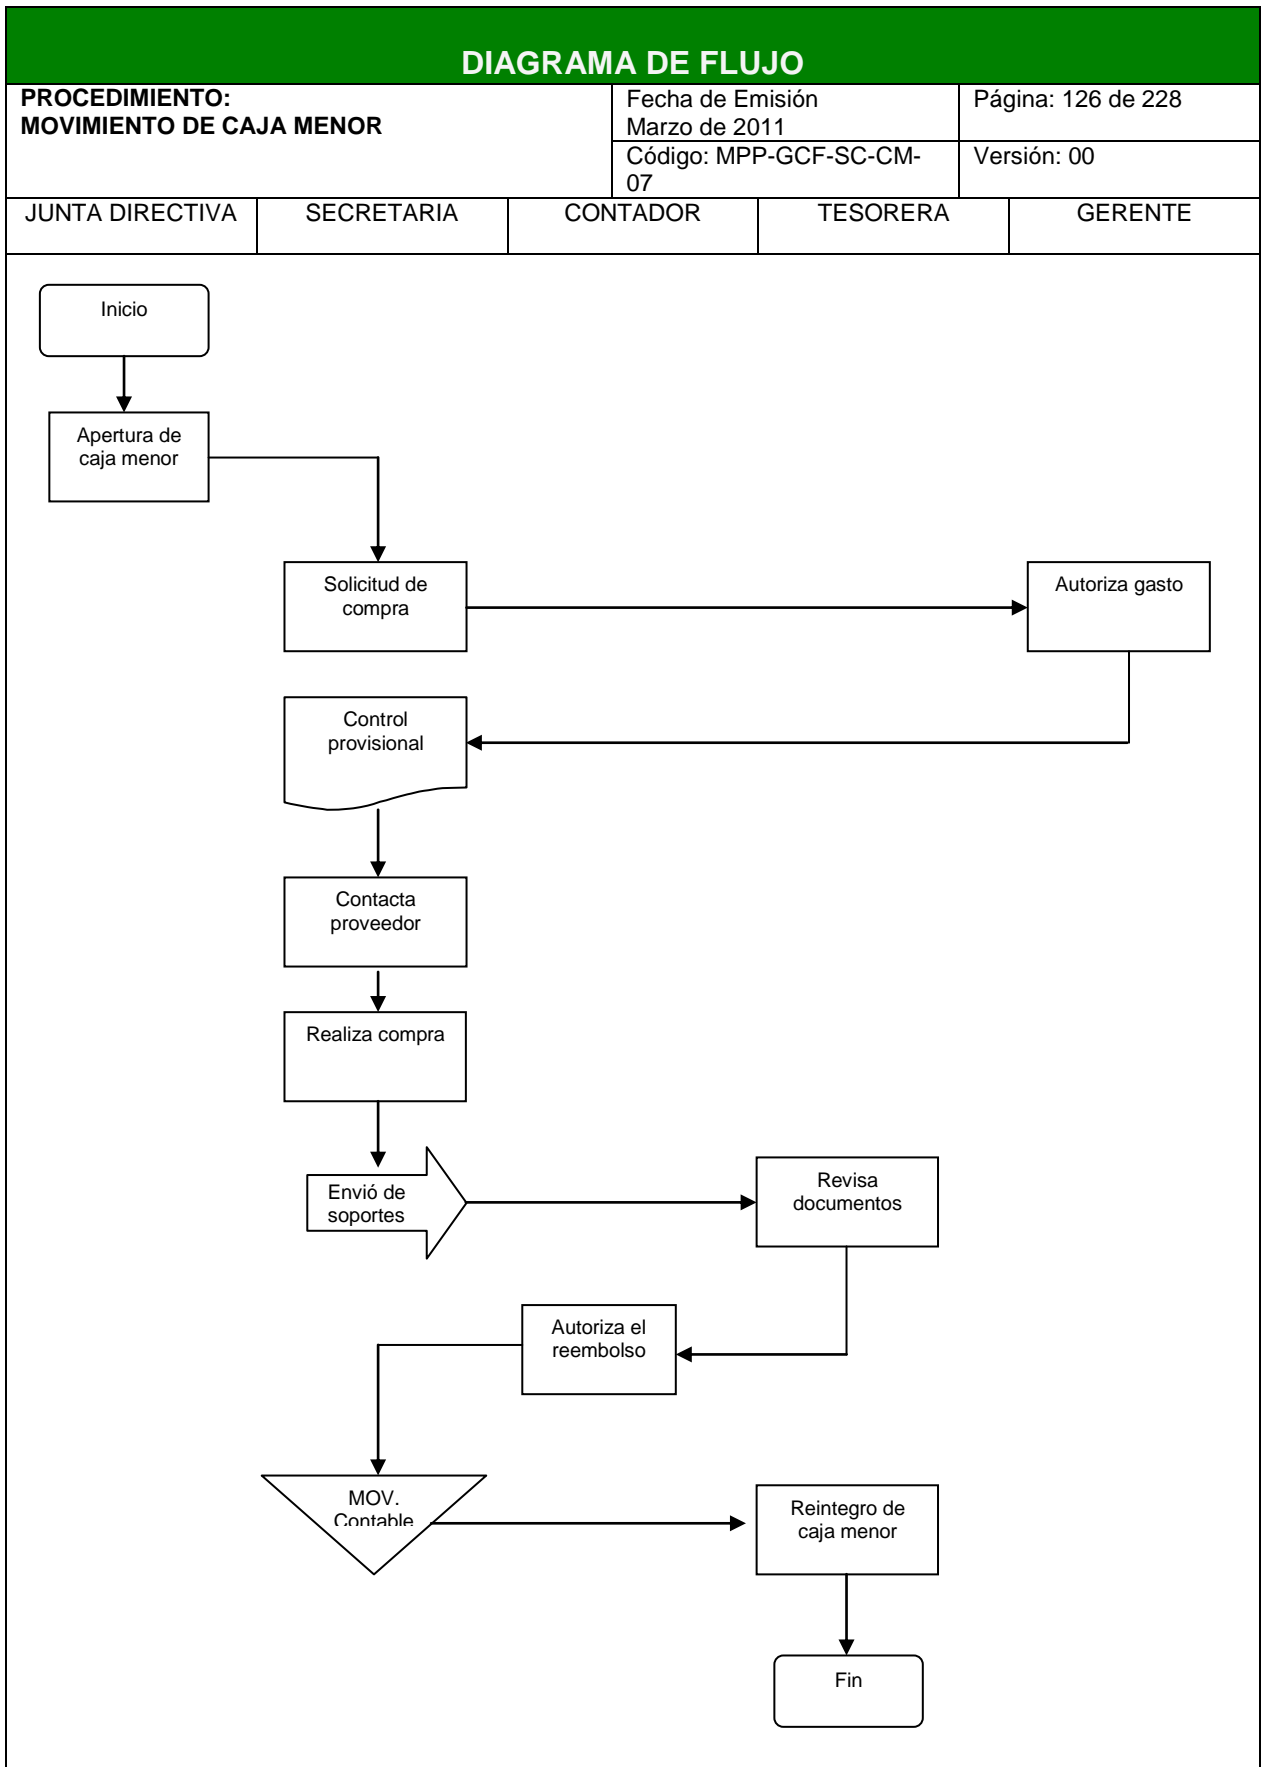 DIAGRAMA DE FLUJO
PROCEDIMIENTO:
MOVIMIENTO DE CAJA MENOR
Fecha de Emisión
Marzo de 2011
Página: 126 de 228
Código: MPP-GCF-SC-CM-
07
Versión: 00
JUNTA DIRECTIVA
SECRETARIA
CONTADOR
TESORERA
GERENTE
Inicio
Apertura de
caja menor
Solicitud de
compra
Autoriza gasto
Control
provisional
Contacta
proveedor
Realiza compra
Envió de
soportes
Revisa
documentos
Autoriza el
reembolso
MOV.
Contable
Reintegro de
caja menor
Fin